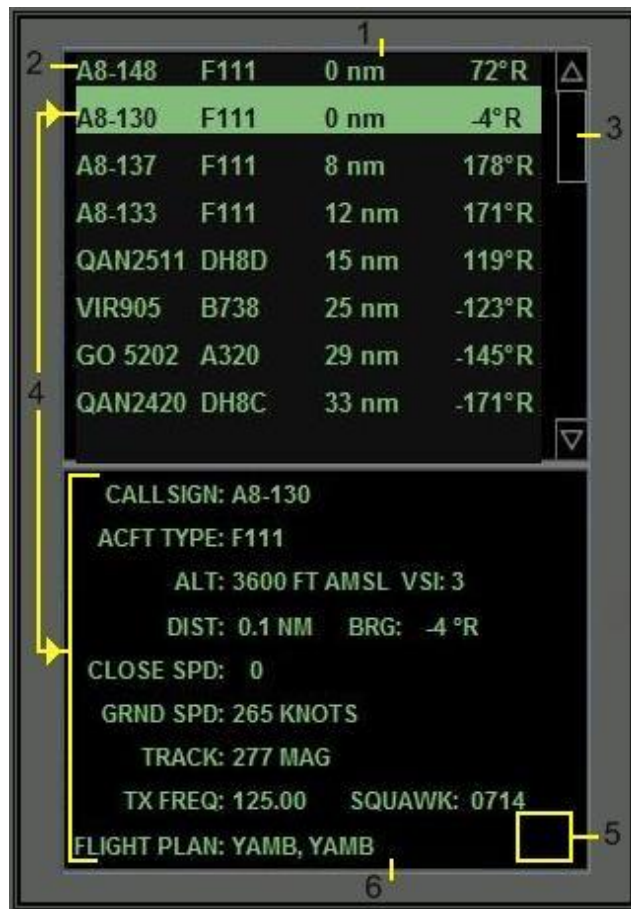 1
2 A8-148 F111 0 nm 72°R
A8-130 F111 0 nm -4°R
3
A8-137 F111 8 nm 178°R
A8-133 F111 12 nm 171°R
QAN2511 DH8D 15 nm 119°R
VIR905 B738 25 nm -123°R
GO 5202 A320 29 nm -145°R
4
QAN2420 DH8C 33 nm -171°R
CALLSIGN: A8-130
ACFT TYPE: F111
ALT: 3600 FT AMSL VSI: 3
DIST: 0.1 NM BRG: -4 °R
CLOSE SPD: 0
GRND SPD: 265 KNOTS
TRACK: 277 MAG
TX FREQ: 125.00 SQUAWK: 0714
5
FLIGHT PLAN: YAMB, YAMB
6